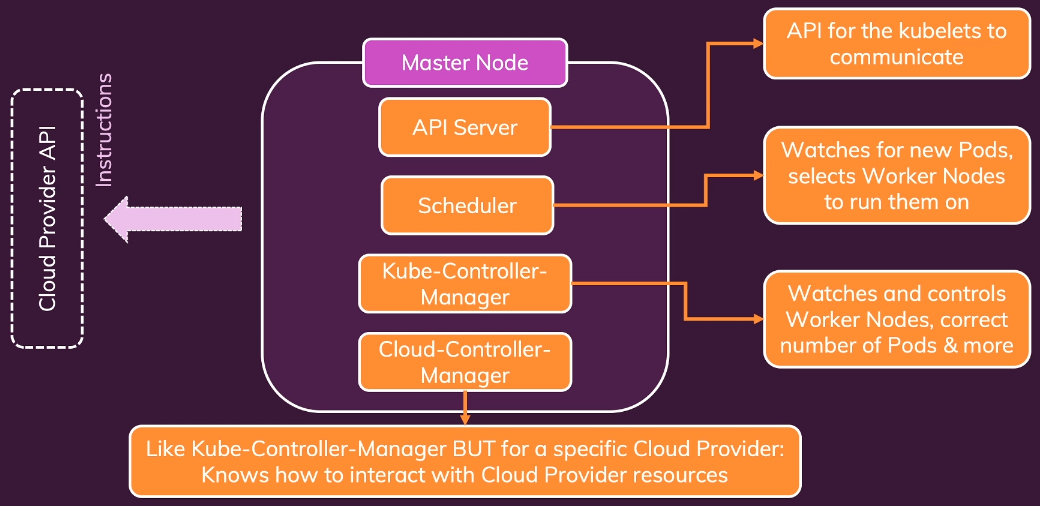 Cloud Provider API
Instructions
Master Node
API Server
Scheduler
Kube-Controller-
Manager
Cloud-Controller-
Manager
API for the kubelets to
communicate
Watches for new Pods,
selects Worker Nodes
to run them on
Watches and controls
Worker Nodes, correct
number of Pods & more
Like Kube-Controller-Manager BUT for a specific Cloud Provider:
Knows how to interact with Cloud Provider resources